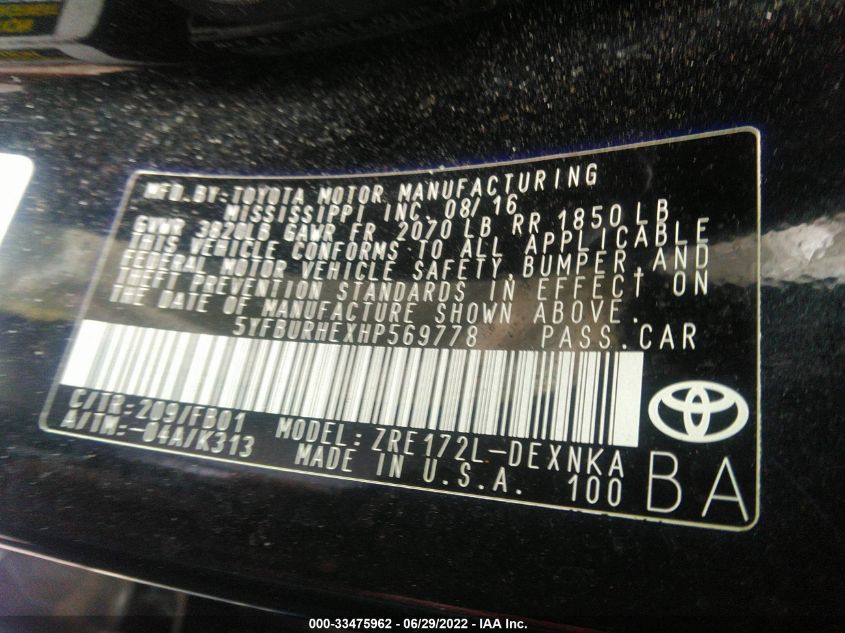 MFD.BY:TOYOTA MOTOR MANUFACTURING
MISSISSIPPI INC. 08/16
GVWR 3820LB GAWR FR 2070 LB RR 1850 LB
THIS VEHICLE CONFORMS TO ALL APPLICABLE
FEDERAL MOTOR VEHICLE SAFETY, BUMPER, AND
THEFT PREVENTION STANDARDS IN EFFECT ON
THE DATE OF MANUFACTURE SHOWN ABOVE.
5YFBURHEXHP569778 PASS.CAR
C/TR:209/FB01 MODEL: ZRE172L-DEXNKA
A/TM:-04A/K313 MADE IN U.S.A. 100
BA
000-33475962 - 06/29/2022 - IAA Inc.